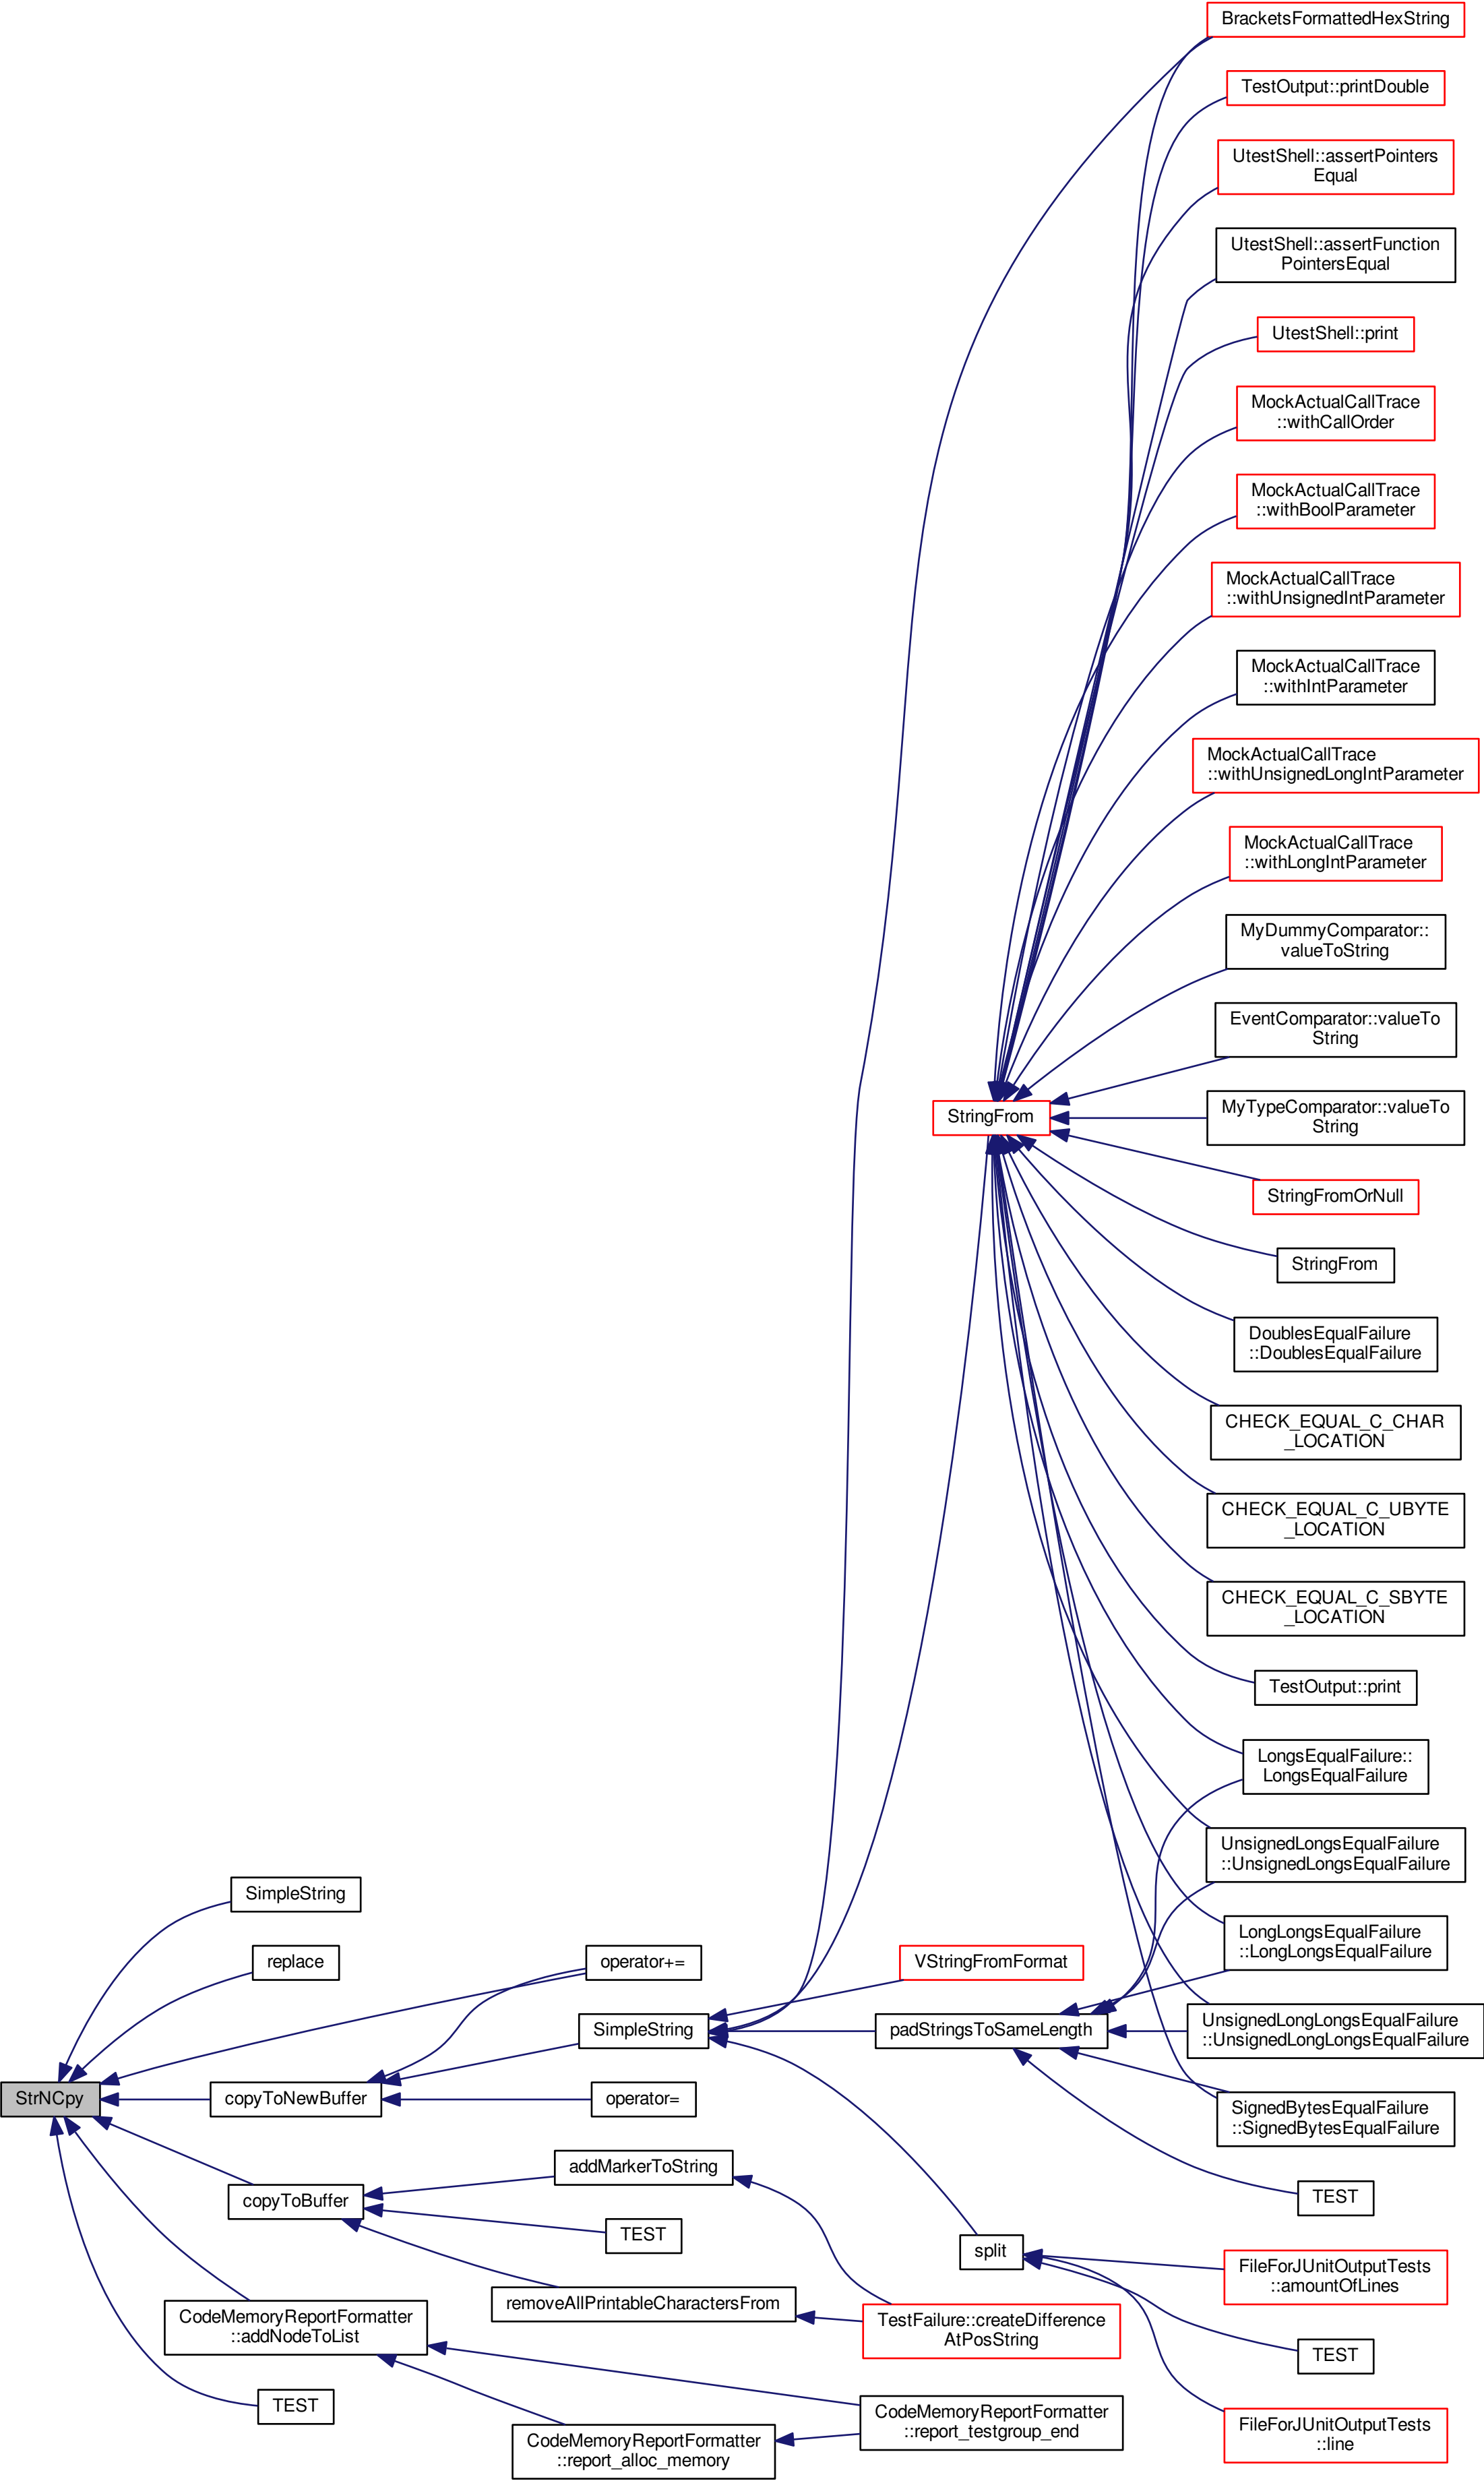 BracketsFormattedHexString
TestOutput::printDouble
UtestShell::assertPointers
Equal
UtestShell::assertFunction
PointersEqual
UtestShell::print
MockActualCallTrace
::withCallOrder
MockActualCallTrace
::withBoolParameter
MockActualCallTrace
::withUnsignedIntParameter
MockActualCallTrace
::withIntParameter
MockActualCallTrace
::withUnsignedLongIntParameter
MockActualCallTrace
::withLongIntParameter
MyDummyComparator::
valueToString
EventComparator::valueTo
String
StringFrom
MyTypeComparator::valueTo
String
StringFromOrNull
StringFrom
DoublesEqualFailure
::DoublesEqualFailure
CHECK_EQUAL_C_CHAR
_LOCATION
CHECK_EQUAL_C_UBYTE
_LOCATION
CHECK_EQUAL_C_SBYTE
_LOCATION
TestOutput::print
LongsEqualFailure::
LongsEqualFailure
UnsignedLongsEqualFailure
::UnsignedLongsEqualFailure
SimpleString
LongLongsEqualFailure
::LongLongsEqualFailure
replace
operator+=
VStringFromFormat
SimpleString
padStringsToSameLength
UnsignedLongLongsEqualFailure
::UnsignedLongLongsEqualFailure
StrNCpy
copyToNewBuffer
operator=
SignedBytesEqualFailure
::SignedBytesEqualFailure
addMarkerToString
copyToBuffer
TEST
TEST
split
FileForJUnitOutputTests
::amountOfLines
removeAllPrintableCharactersFrom
CodeMemoryReportFormatter
::addNodeToList
TestFailure::createDifference
AtPosString
TEST
TEST
CodeMemoryReportFormatter
::report_alloc_memory
CodeMemoryReportFormatter
::report_testgroup_end
FileForJUnitOutputTests
::line